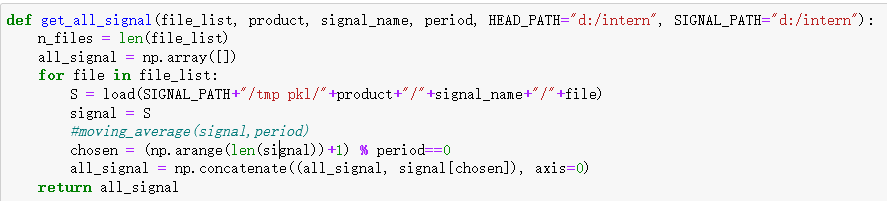 def get_all_signal(file_list, product, signal_name, period, HEAD_PATH="d:/intern", SIGNAL_PATH="d:/intern"):
    n_files = len(file_list)
    all_signal = np.array([])
    for file in file_list:
        S = load(SIGNAL_PATH+"/tmp pkl/"+product+"/"+signal_name+"/"+file)
        signal = S
        #moving_average(signal,period)
        chosen = (np.arange(len(signal))+1) % period==0
        all_signal = np.concatenate((all_signal, signal[chosen]), axis=0)
    return all_signal